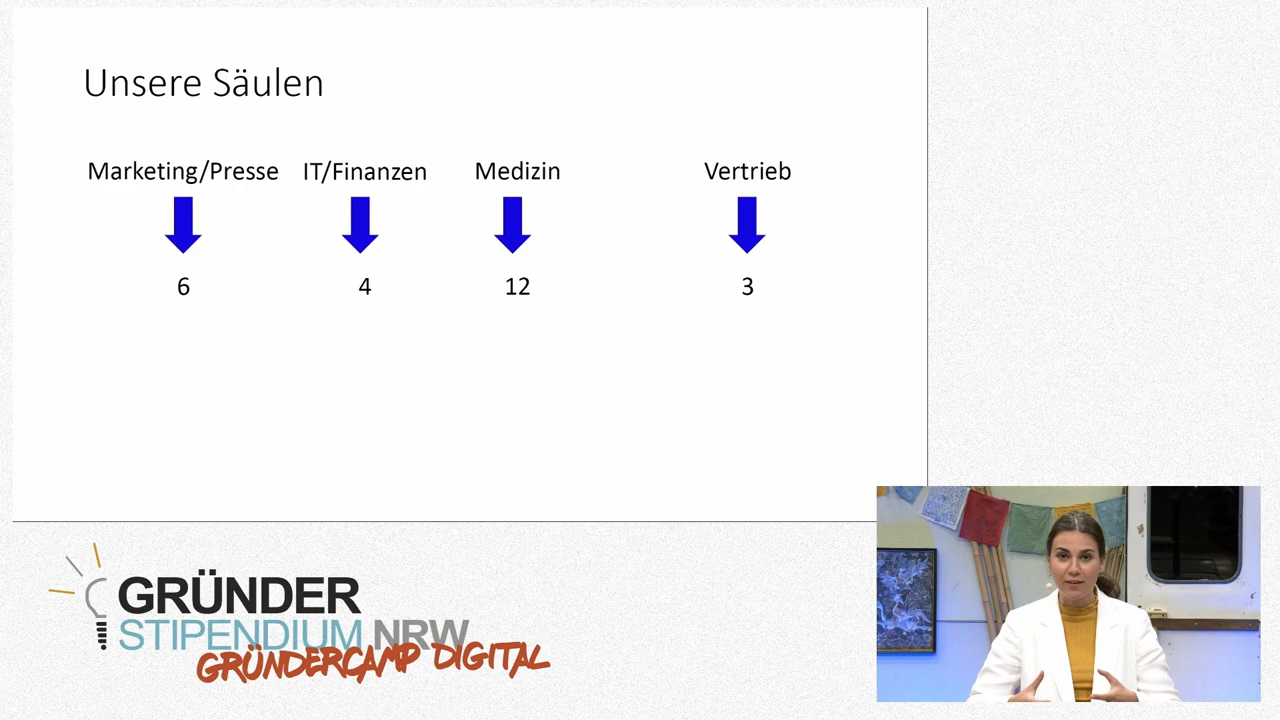 Unsere Säulen
Marketing/Presse IT/Finanzen Medizin Vertrieb
6 4 12 3
GRÜNDER
STIPENDIUM NRW
GRÜNDERCAMP DIGITAL